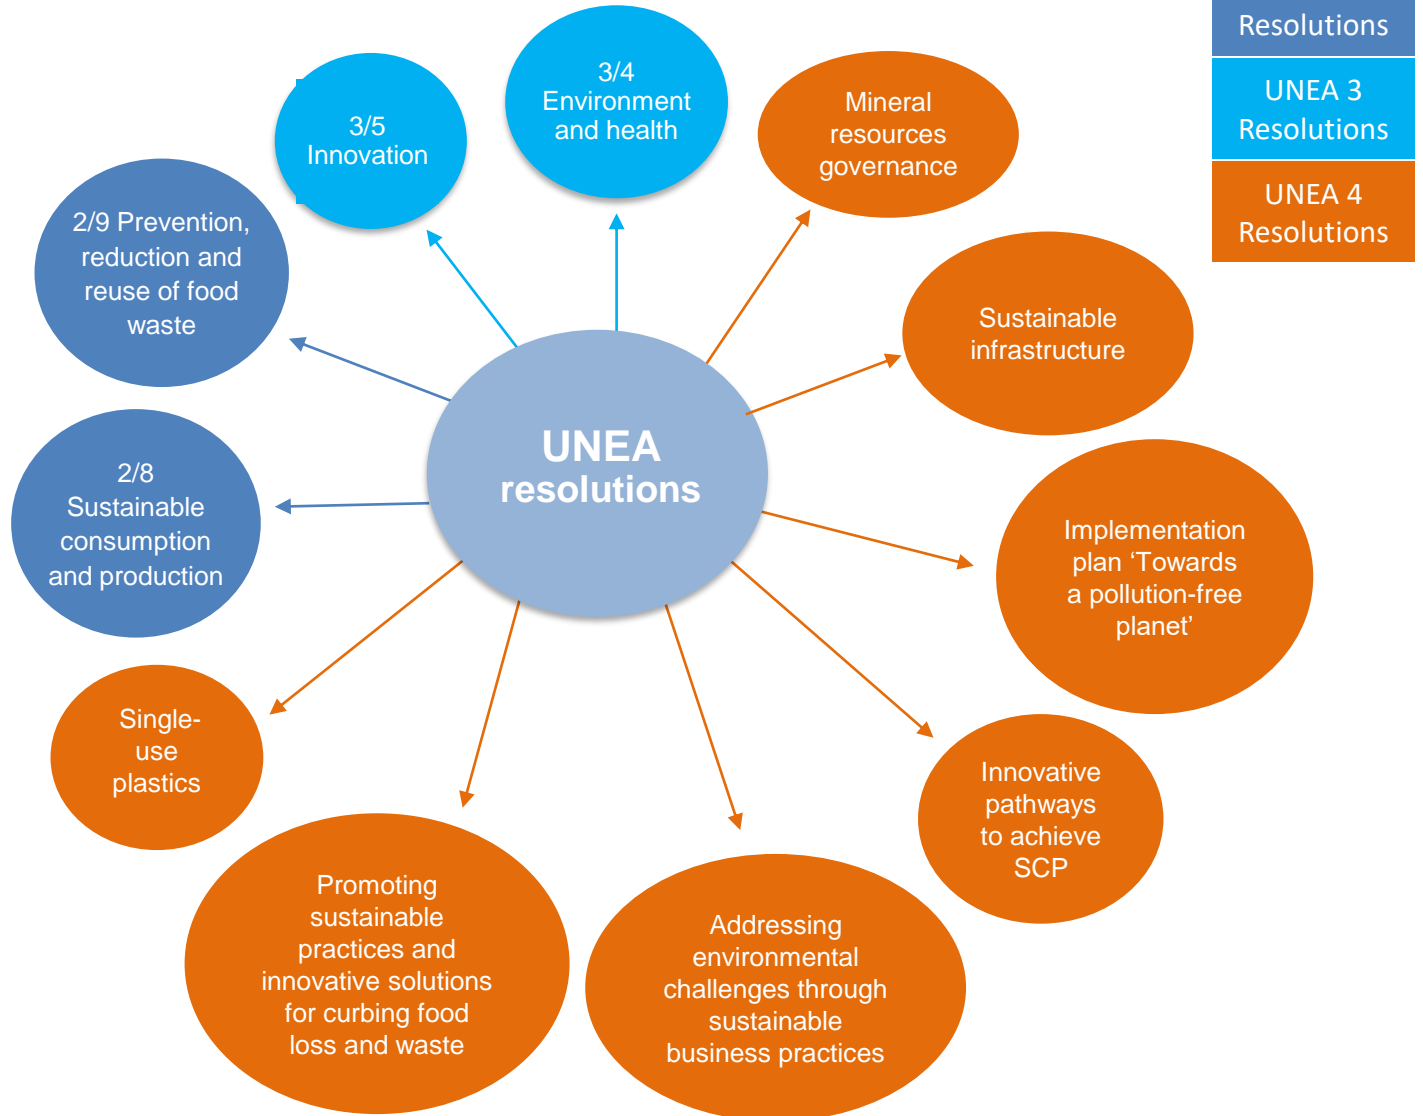 Resolutions
UNEA 3
Resolutions
UNEA 4
Resolutions
3/4
Environment
and health
3/5
Innovation
Mineral
resources
governance
2/9 Prevention,
reduction and
reuse of food
waste
Sustainable
infrastructure
UNEA
resolutions
2/8
Sustainable
consumption
and production
Implementation
plan ‘Towards
a pollution-free
planet’
Single-
use
plastics
Innovative
pathways
to achieve
SCP
Promoting
sustainable
practices and
innovative solutions
for curbing food
loss and waste
Addressing
environmental
challenges through
sustainable
business practices